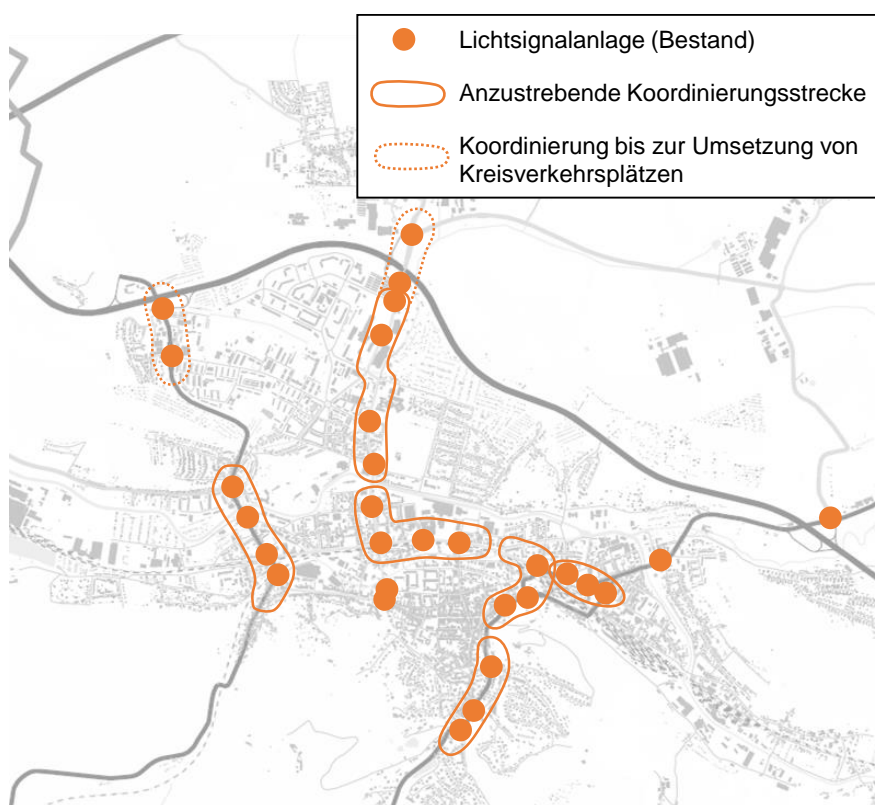 Lichtsignalanlage (Bestand)
Anzustrebende Koordinierungsstrecke
Koordinierung bis zur Umsetzung von
Kreisverkehrsplätzen